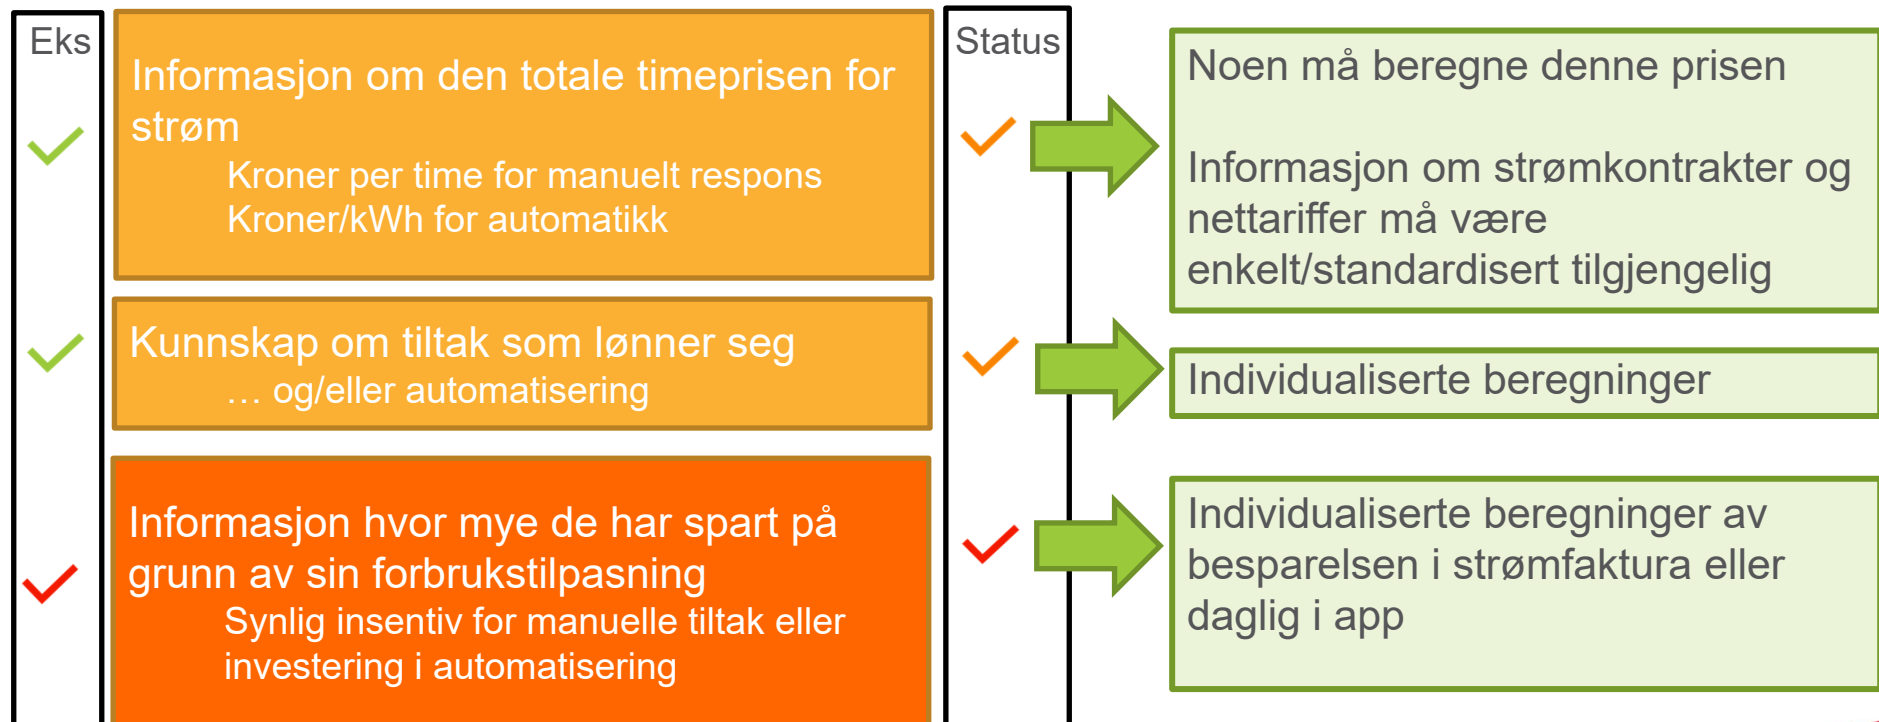 Eks
Informasjon om den totale timeprisen for
strøm
Kroner per time for manuelt respons
Kroner/kWh for automatikk
Kunnskap om tiltak som lønner seg
… og/eller automatisering
Informasjon hvor mye de har spart på
grunn av sin forbrukstilpasning
Synlig insentiv for manuelle tiltak eller
investering i automatisering
Status
Noen må beregne denne prisen
Informasjon om strømkontrakter og
nettariffer må være
enkelt/standardisert tilgjengelig
Individualiserte beregninger
Individualiserte beregninger av
besparelsen i strømfaktura eller
daglig i app